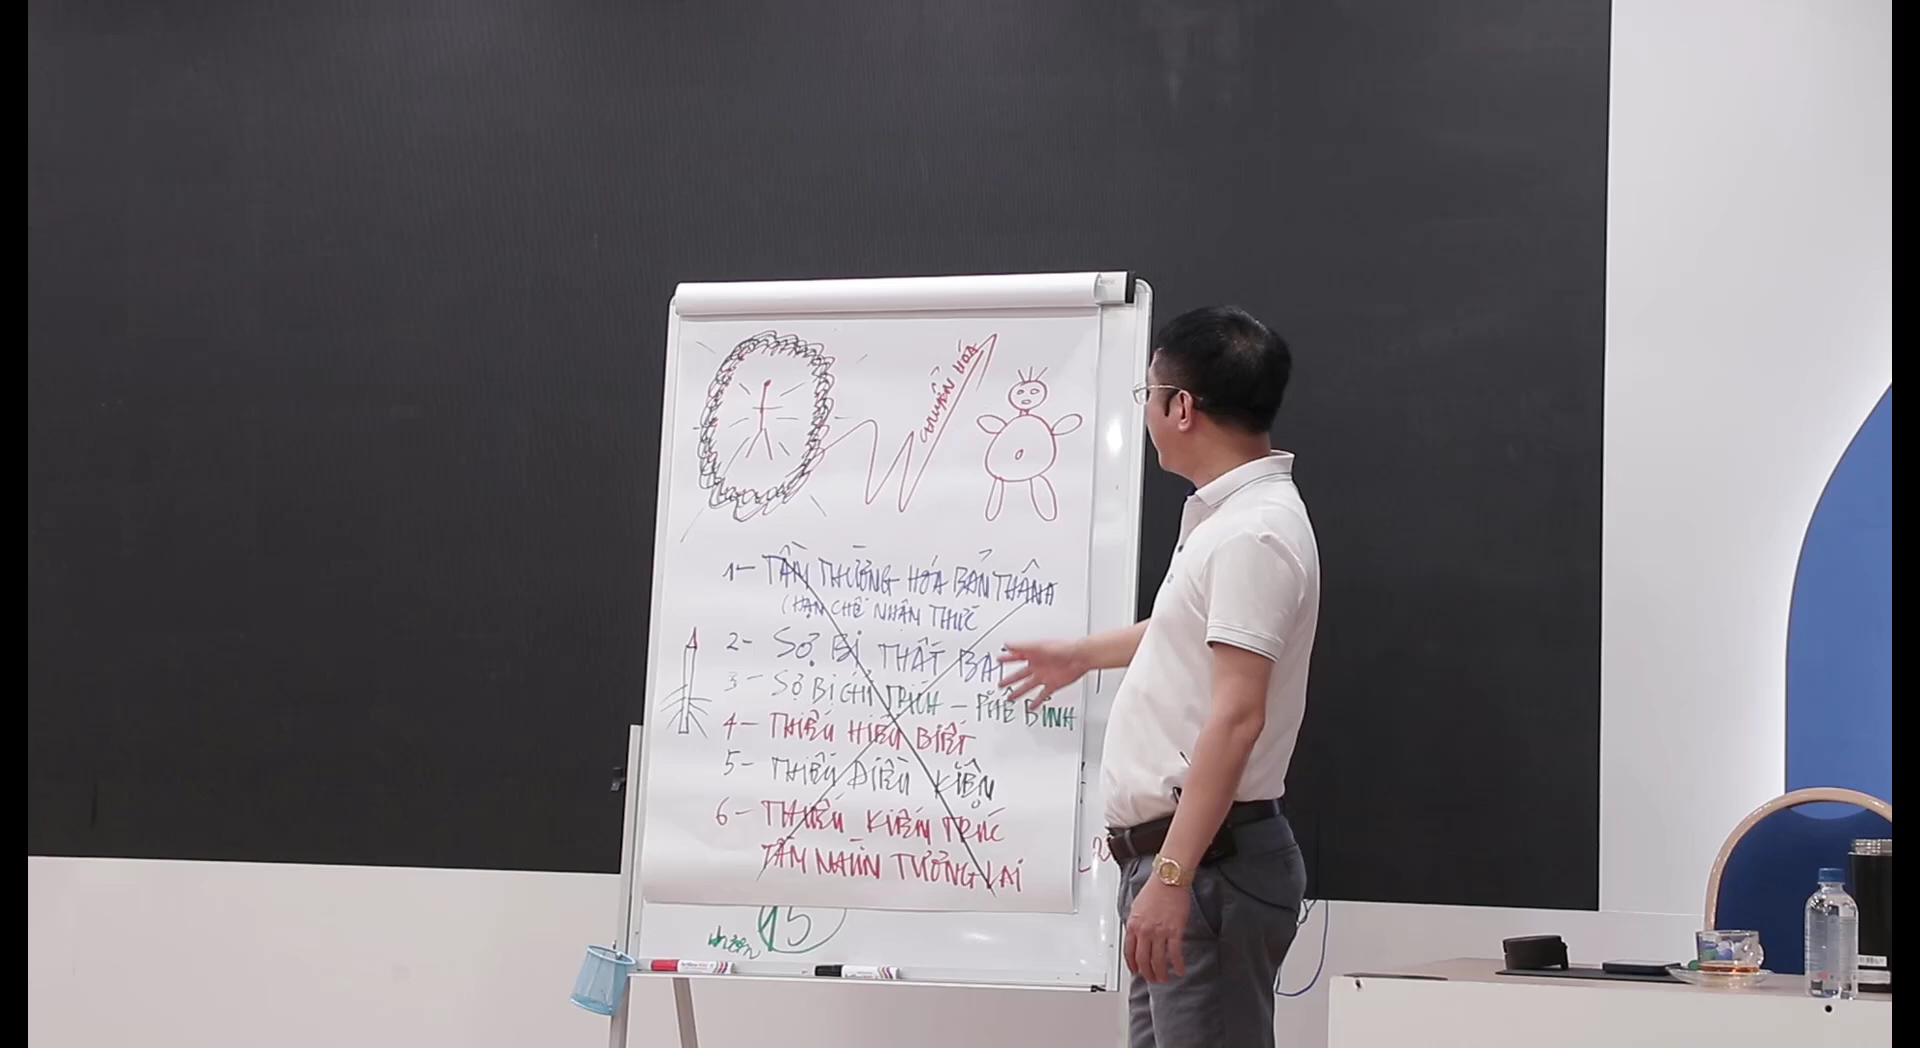 CHUYỂN HÓA
1- TẦM THƯỜNG HÓA BẢN THÂN
(HẠN CHẾ NHẬN THỨC
2- SỢ BỊ THẤT BẠI
3- SỢ BỊ CHỈ TRÍCH - PHÊ BÌNH
4- THIẾU HIỂU BIẾT
5- THIẾU ĐIỀU KIỆN
6- THIẾU KIẾN TRÚC
TẦM NHÌN TƯƠNG LAI
15